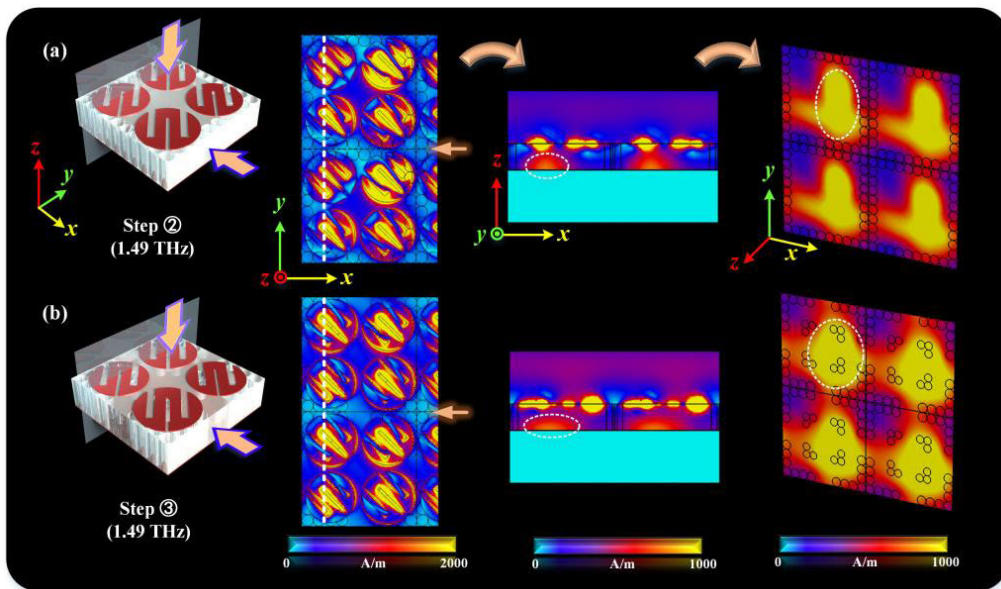 (a)
z
y
x
Step ②
(1.49 THz)
y
z
x
z
y
x
y
z
x
(b)
Step ③
(1.49 THz)
0 A/m 2000
0 A/m 1000
0 A/m 1000